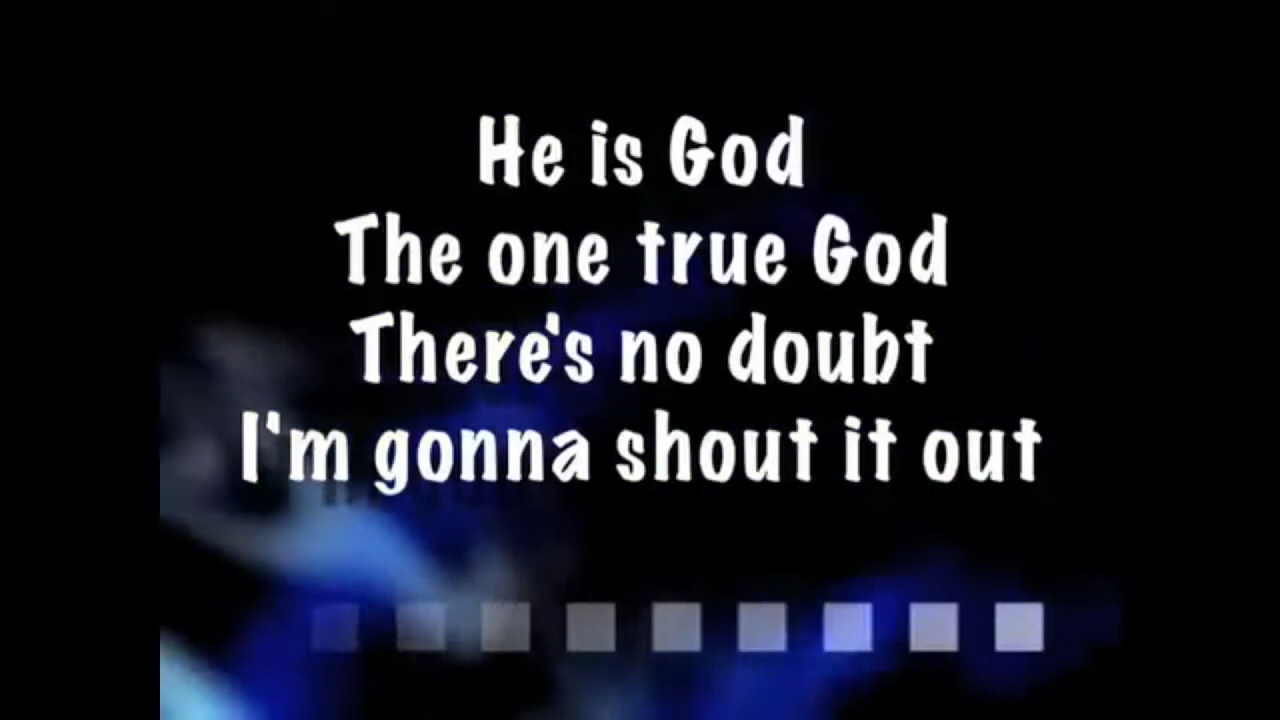 He is God
The one true God
There's no doubt
I'm gonna shout it out